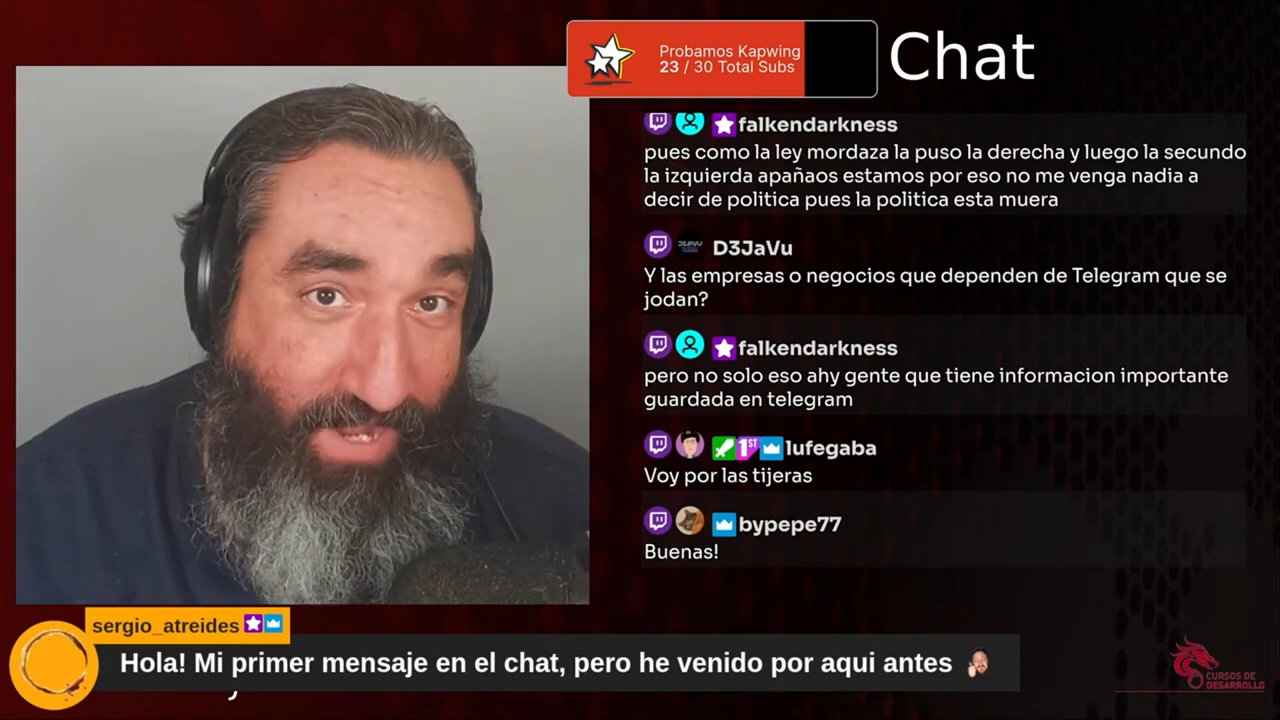 Probamos Kapwing
23 / 30 Total Subs
Chat
falkendarkness
pues como la ley mordaza la puso la derecha y luego la secundo
la izquierda apañaos estamos por eso no me venga nadia a
decir de politica pues la politica esta muera
DEJAVU D3JaVu
Y las empresas o negocios que dependen de Telegram que se
jodan?
falkendarkness
pero no solo eso ahy gente que tiene informacion importante
guardada en telegram
1ST lufegaba
Voy por las tijeras
bypepe77
Buenas!
sergio_atreides
Hola! Mi primer mensaje en el chat, pero he venido por aqui antes
CURSOS DE
DESARROLLO